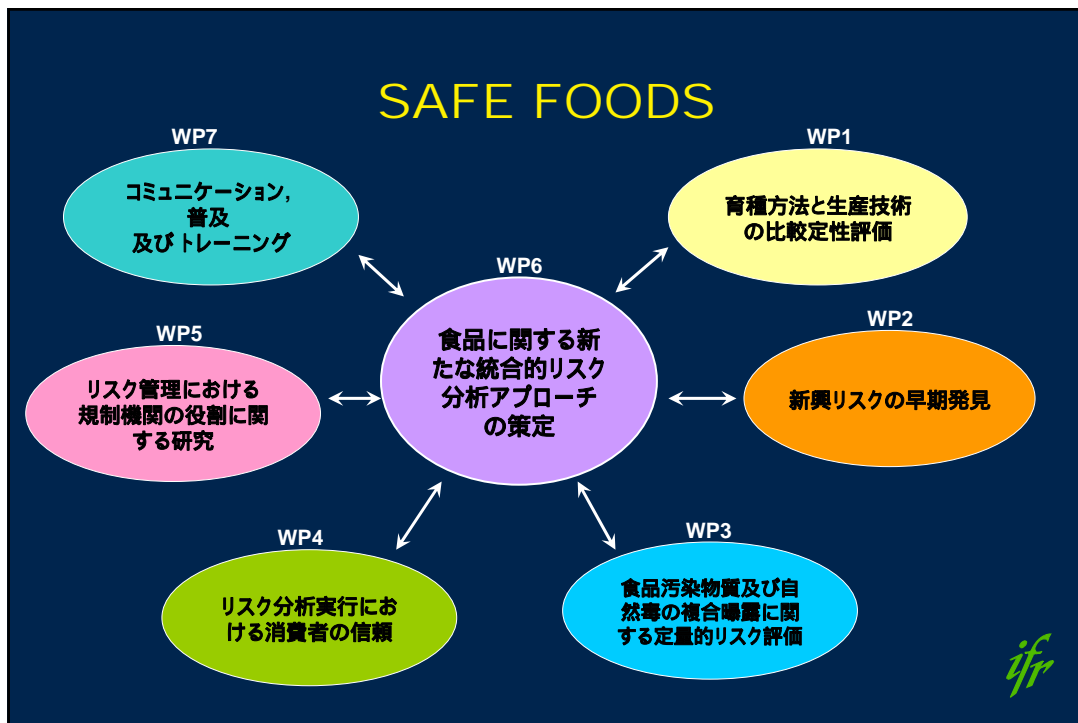 SAFE FOODS
WP7
コミュニケーション,
普及
及びトレーニング
WP1
育種方法と生産技術
の比較定性評価
WP6
食品に関する新
たな統合的リスク
分析アプローチ
の策定
WP5
リスク管理における
規制機関の役割に関
する研究
WP2
新興リスクの早期発見
WP4
リスク分析実行にお
ける消費者の信頼
WP3
食品汚染物質及び自
然毒の複合曝露に関
する定量的リスク評価
ifr